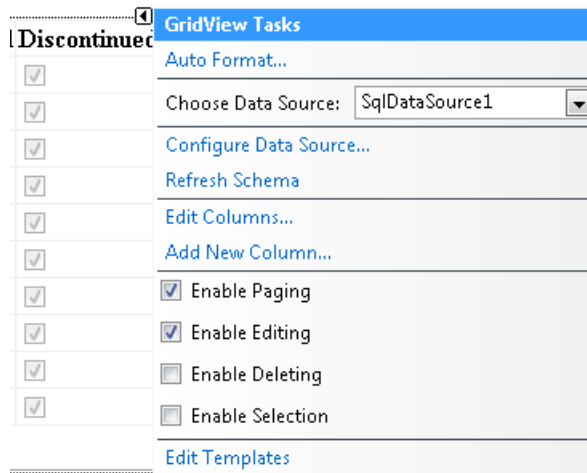 GridView Tasks
Discontinued
Auto Format...
Choose Data Source: SqlDataSource1
Configure Data Source...
Refresh Schema
Edit Columns...
Add New Column...
Enable Paging
Enable Editing
Enable Deleting
Enable Selection
Edit Templates